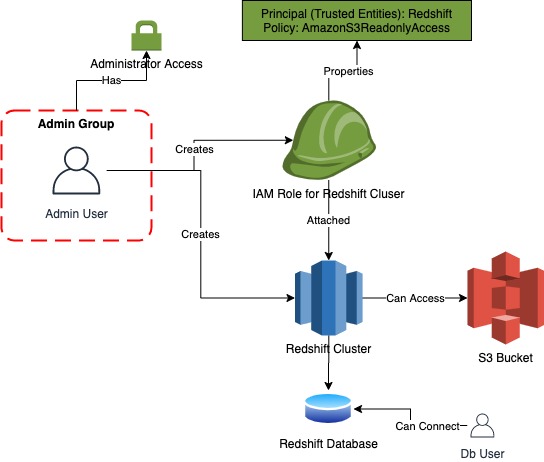 Principal (Trusted Entities): Redshift
Policy: AmazonS3ReadonlyAccess
Administrator Access
Has
Properties
Admin Group
Creates
IAM Role for Redshift Cluser
Admin User
Attached
Creates
Can Access
Redshift Cluster
S3 Bucket
Can Connect
Redshift Database
Db User